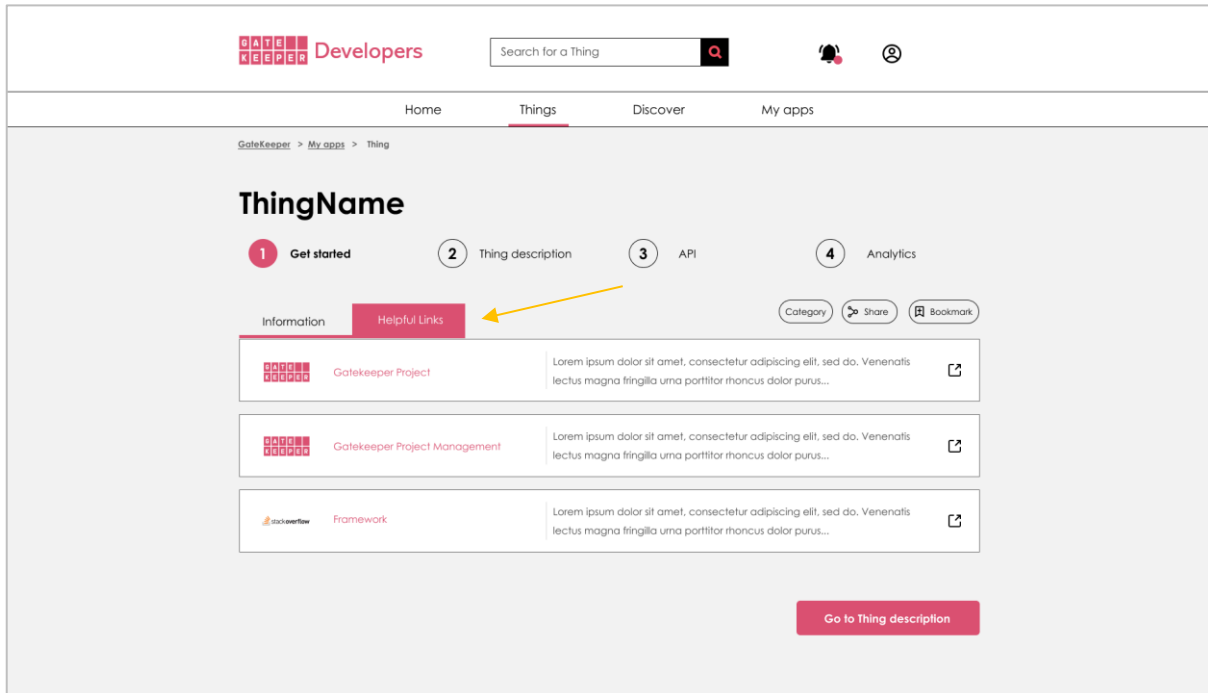 GATE
KEEPER Developers
Search for a Thing
Home Things Discover My apps
GateKeeper > My apps > Thing
ThingName
1 Get started 2 Thing description 3 API 4 Analytics
Information Helpful Links Category Share Bookmark
GATE
KEEPER
Gatekeeper Project
Lorem ipsum dolor sit amet, consectetur adipiscing elit, sed do. Venenatis
lectus magna fringilla urna porttitor rhoncus dolor purus...
GATE
KEEPER
Gatekeeper Project Management
Lorem ipsum dolor sit amet, consectetur adipiscing elit, sed do. Venenatis
lectus magna fringilla urna porttitor rhoncus dolor purus...
stackoverflow
Framework
Lorem ipsum dolor sit amet, consectetur adipiscing elit, sed do. Venenatis
lectus magna fringilla urna porttitor rhoncus dolor purus...
Go to Thing description